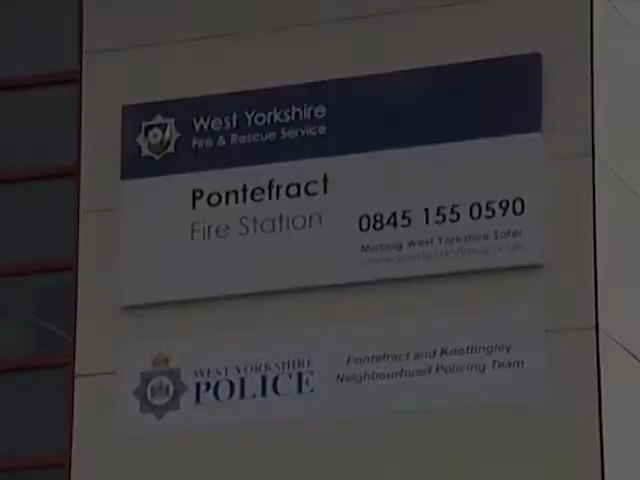 West Yorkshire
Fire & Rescue Service
Pontefract
Fire Station
0845 155 0590
Making West Yorkshire Safer
WEST YORKSHIRE
POLICE
Pontefract and Knottingley
Neighbourhood Policing Team